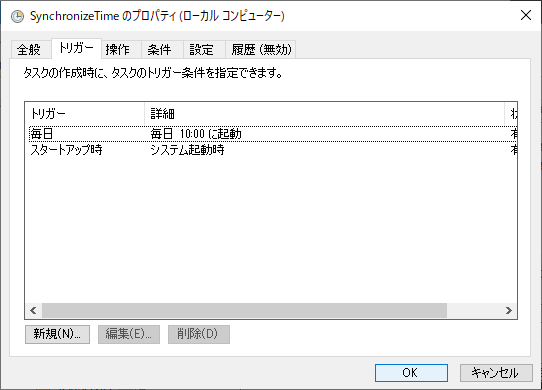 SynchronizeTime のプロパティ (ローカル コンピューター)
全般 トリガー 操作 条件 設定 履歴 (無効)
タスクの作成時に、タスクのトリガー条件を指定できます。
トリガー 詳細
毎日 毎日 10:00 に起動
スタートアップ時 システム起動時
新規(N)... 編集(E)... 削除(D)
OK キャンセル